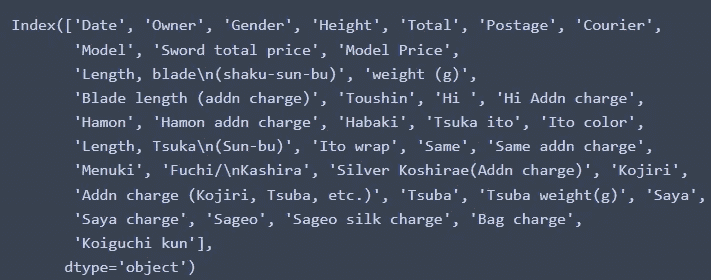 Index(['Date', 'Owner', 'Gender', 'Height', 'Total', 'Postage', 'Courier',
'Model', 'Sword total price', 'Model Price',
'Length, blade\n(shaku-sun-bu)', 'weight (g)',
'Blade length (addn charge)', 'Toushin', 'Hi ', 'Hi Addn charge',
'Hamon', 'Hamon addn charge', 'Habaki', 'Tsuka ito', 'Ito color',
'Length, Tsuka\n(Sun-bu)', 'Ito wrap', 'Same', 'Same addn charge',
'Menuki', 'Fuchi/\nKashira', 'Silver Koshirae(Addn charge)', 'Kojiri',
'Addn charge (Kojiri, Tsuba, etc.)', 'Tsuba', 'Tsuba weight(g)', 'Saya',
'Saya charge', 'Sageo', 'Sageo silk charge', 'Bag charge',
'Koiguchi kun'],
dtype='object')